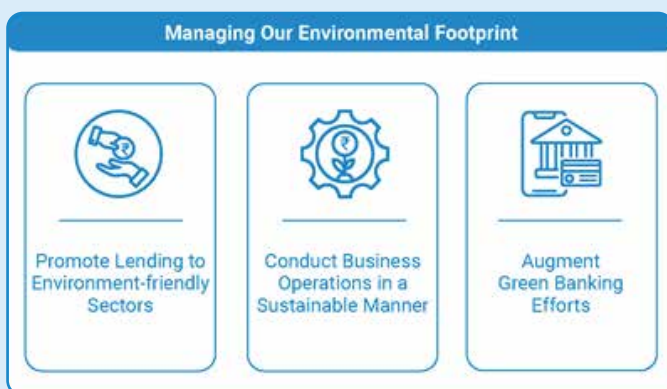 Managing Our Environmental Footprint
₹
Promote Lending to
Environment-friendly
Sectors
₹
Conduct Business
Operations in a
Sustainable Manner
Augment
Green Banking
Efforts